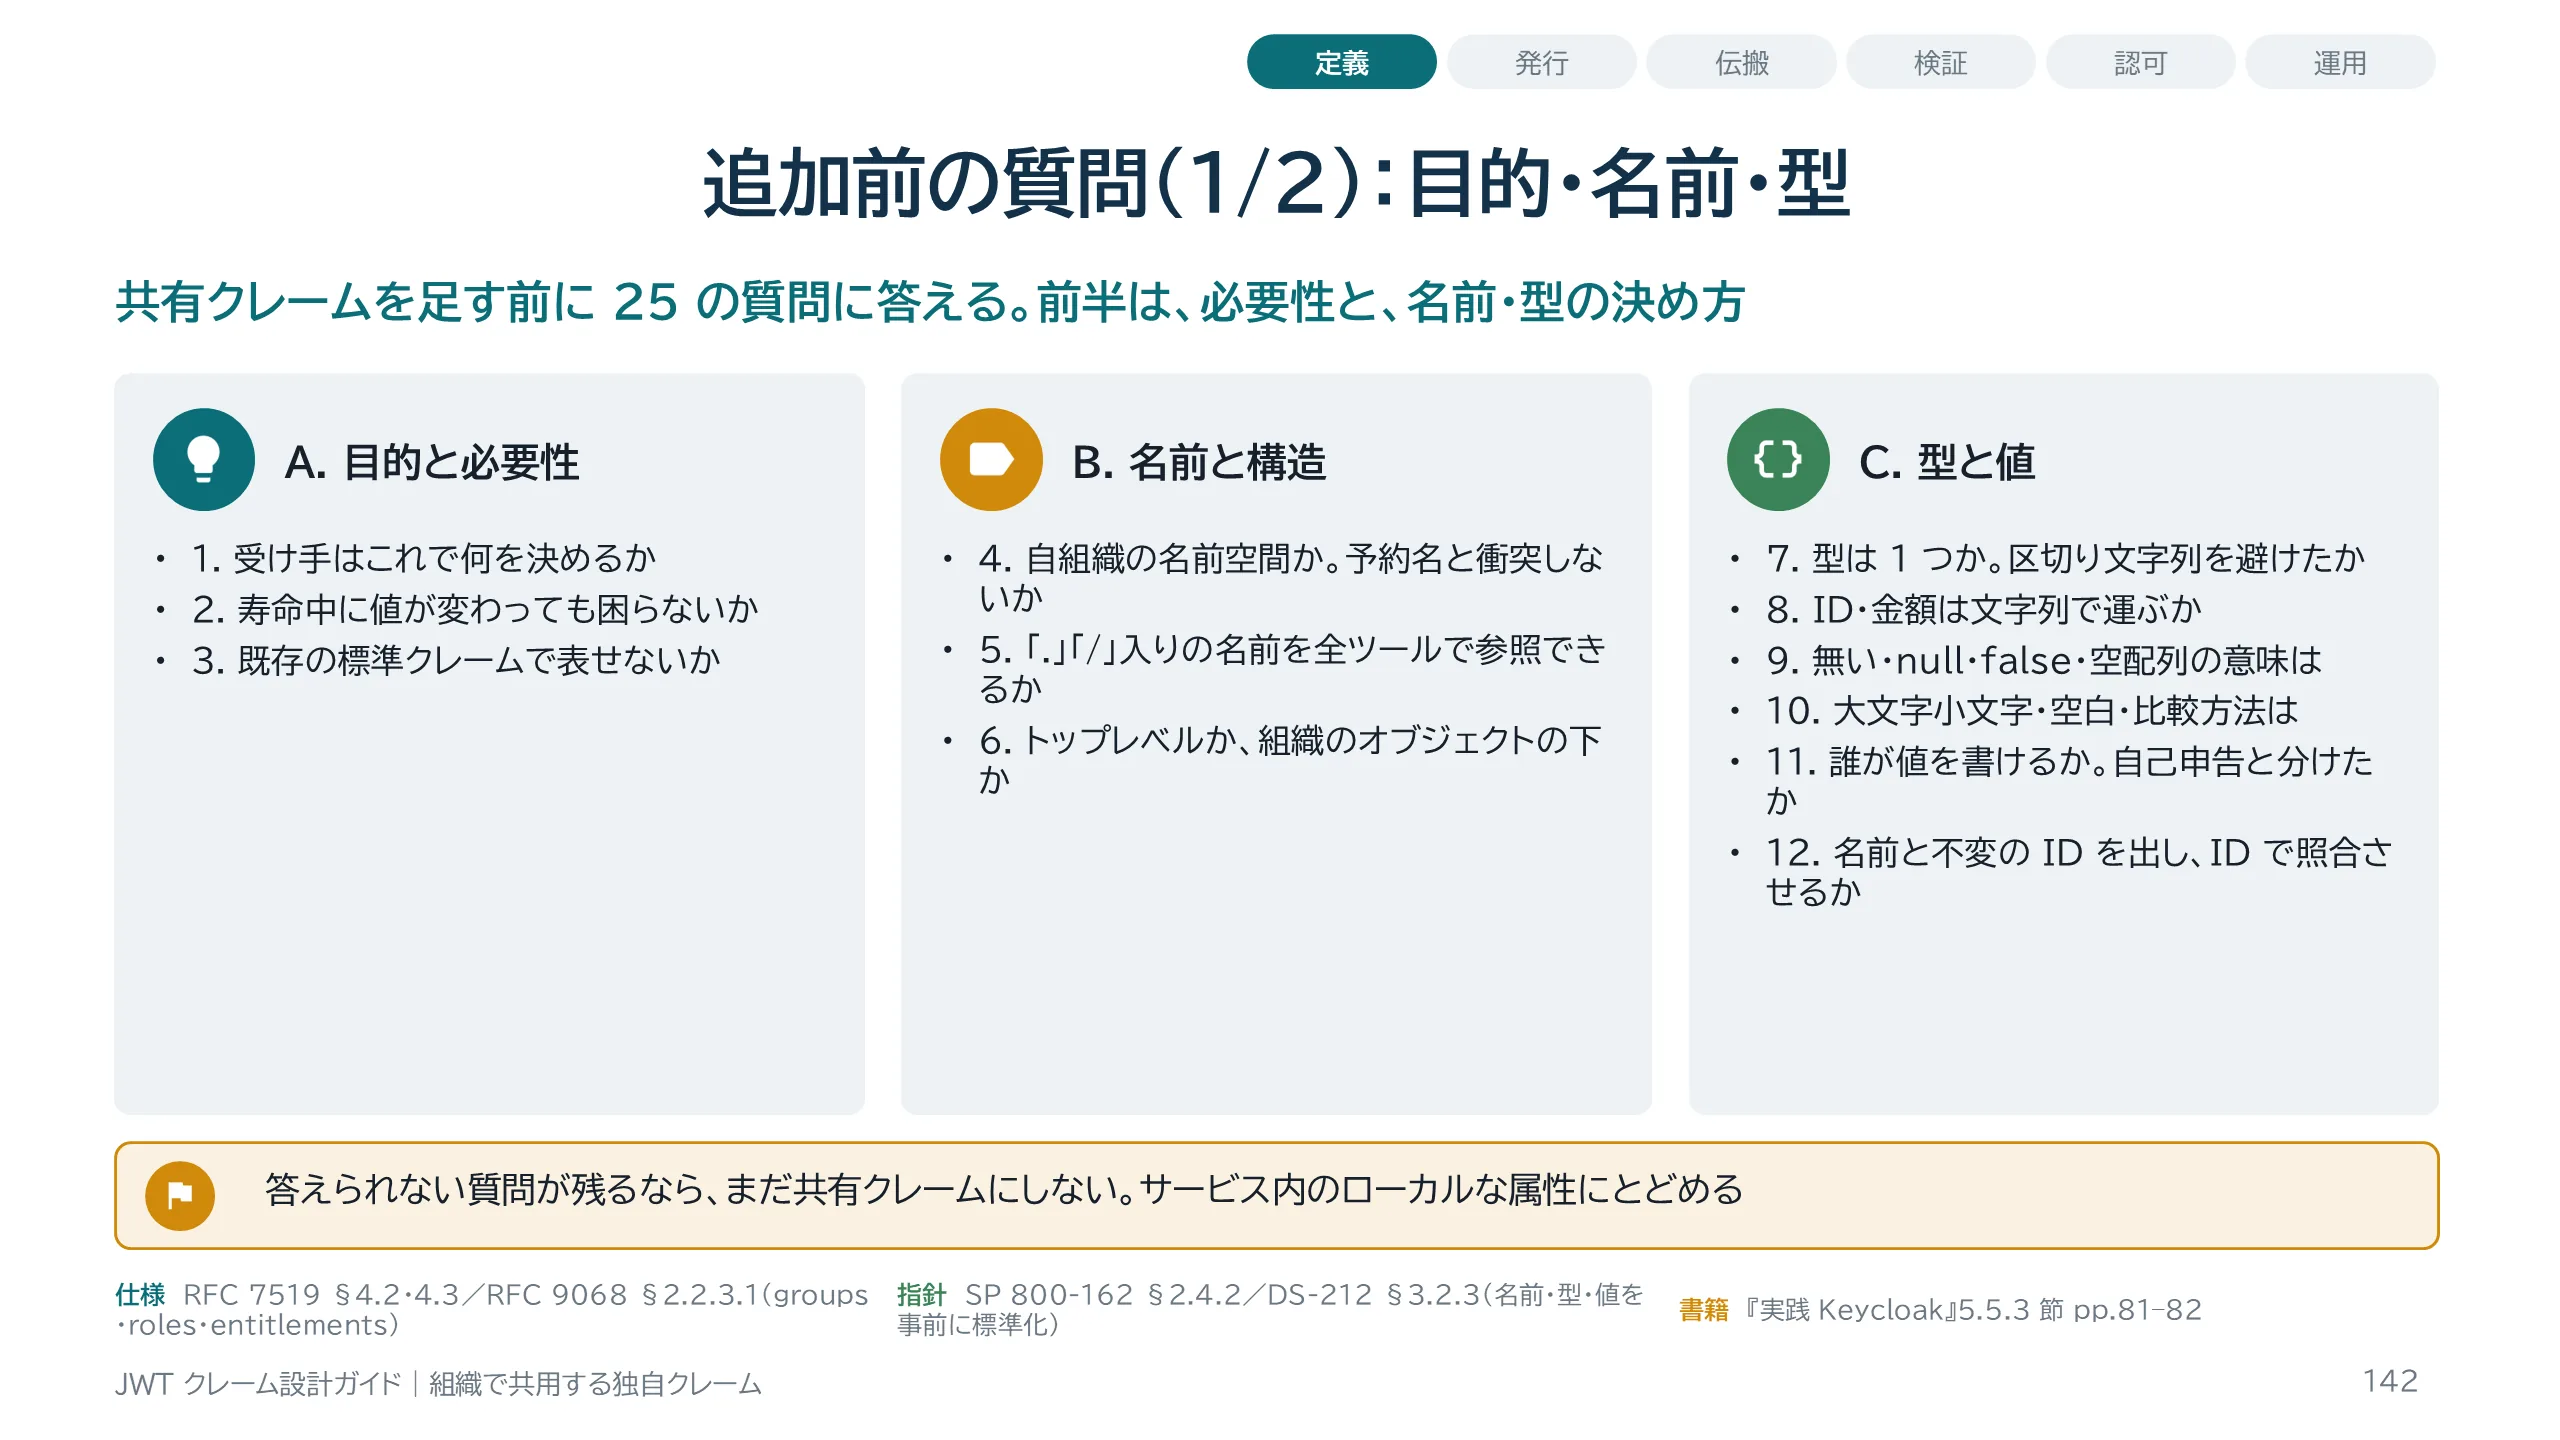 定義
発行
伝搬
検証
認可
運用
追加前の質問(1/2):目的・名前・型
共有クレームを足す前に 25 の質問に答える。前半は、必要性と、名前・型の決め方
A. 目的と必要性
• 1. 受け手はこれで何を決めるか
• 2. 寿命中に値が変わっても困らないか
• 3. 既存の標準クレームで表せないか
B. 名前と構造
• 4. 自組織の名前空間か。予約名と衝突しな
いか
• 5. 「.」「/」入りの名前を全ツールで参照でき
るか
• 6. トップレベルか、組織のオブジェクトの下
か
C. 型と値
• 7. 型は 1 つか。区切り文字列を避けたか
• 8. ID・金額は文字列で運ぶか
• 9. 無い・null・false・空配列の意味は
• 10. 大文字小文字・空白・比較方法は
• 11. 誰が値を書けるか。自己申告と分けた
か
• 12. 名前と不変の ID を出し、ID で照合さ
せるか
答えられない質問が残るなら、まだ共有クレームにしない。サービス内のローカルな属性にとどめる
仕様 RFC 7519 §4.2・4.3／RFC 9068 §2.2.3.1(groups
・roles・entitlements)
指針 SP 800-162 §2.4.2／DS-212 §3.2.3(名前・型・値を
事前に標準化)
書籍 『実践 Keycloak』5.5.3 節 pp.81–82
JWT クレーム設計ガイド｜組織で共用する独自クレーム
142